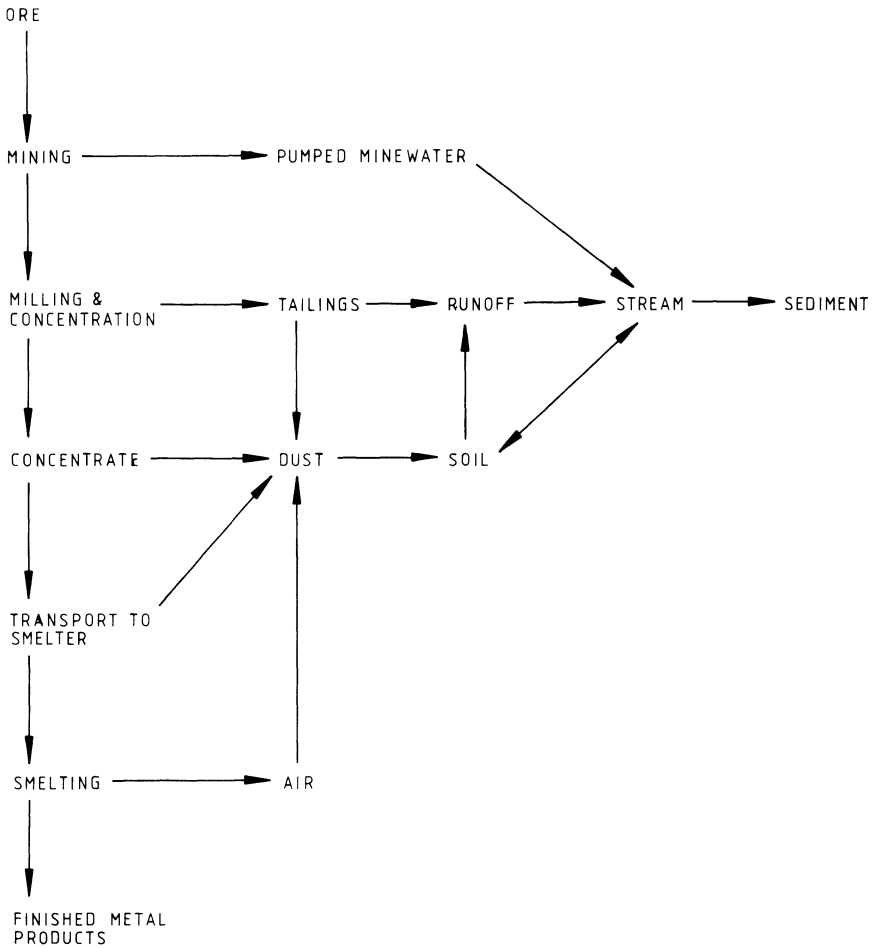 ORE
MINING
PUMPED MINEWATER
MILLING &
CONCENTRATION
TAILINGS
RUNOFF
STREAM
SEDIMENT
CONCENTRATE
DUST
SOIL
TRANSPORT TO
SMELTER
SMELTING
AIR
FINISHED METAL
PRODUCTS